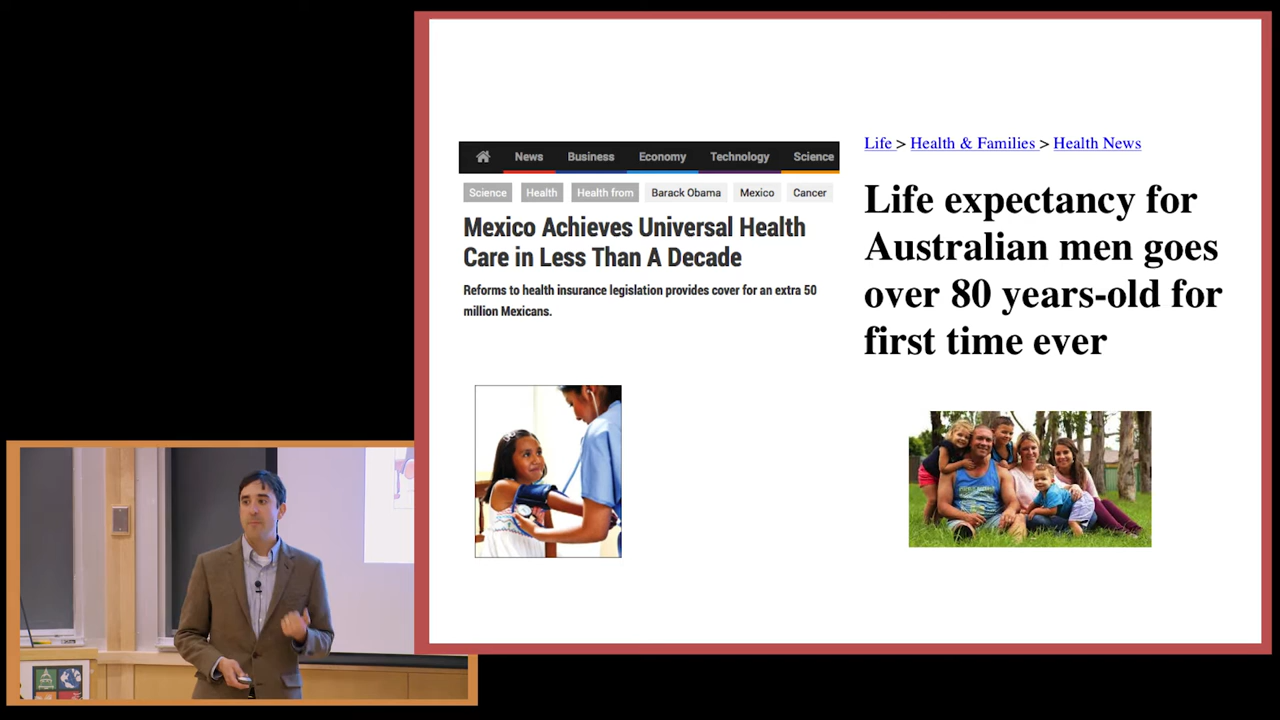 News Business Economy Technology Science
Science Health Health from Barack Obama Mexico Cancer
Mexico Achieves Universal Health
Care in Less Than A Decade
Reforms to health insurance legislation provides cover for an extra 50
million Mexicans.
Life > Health & Families > Health News
Life expectancy for
Australian men goes
over 80 years-old for
first time ever